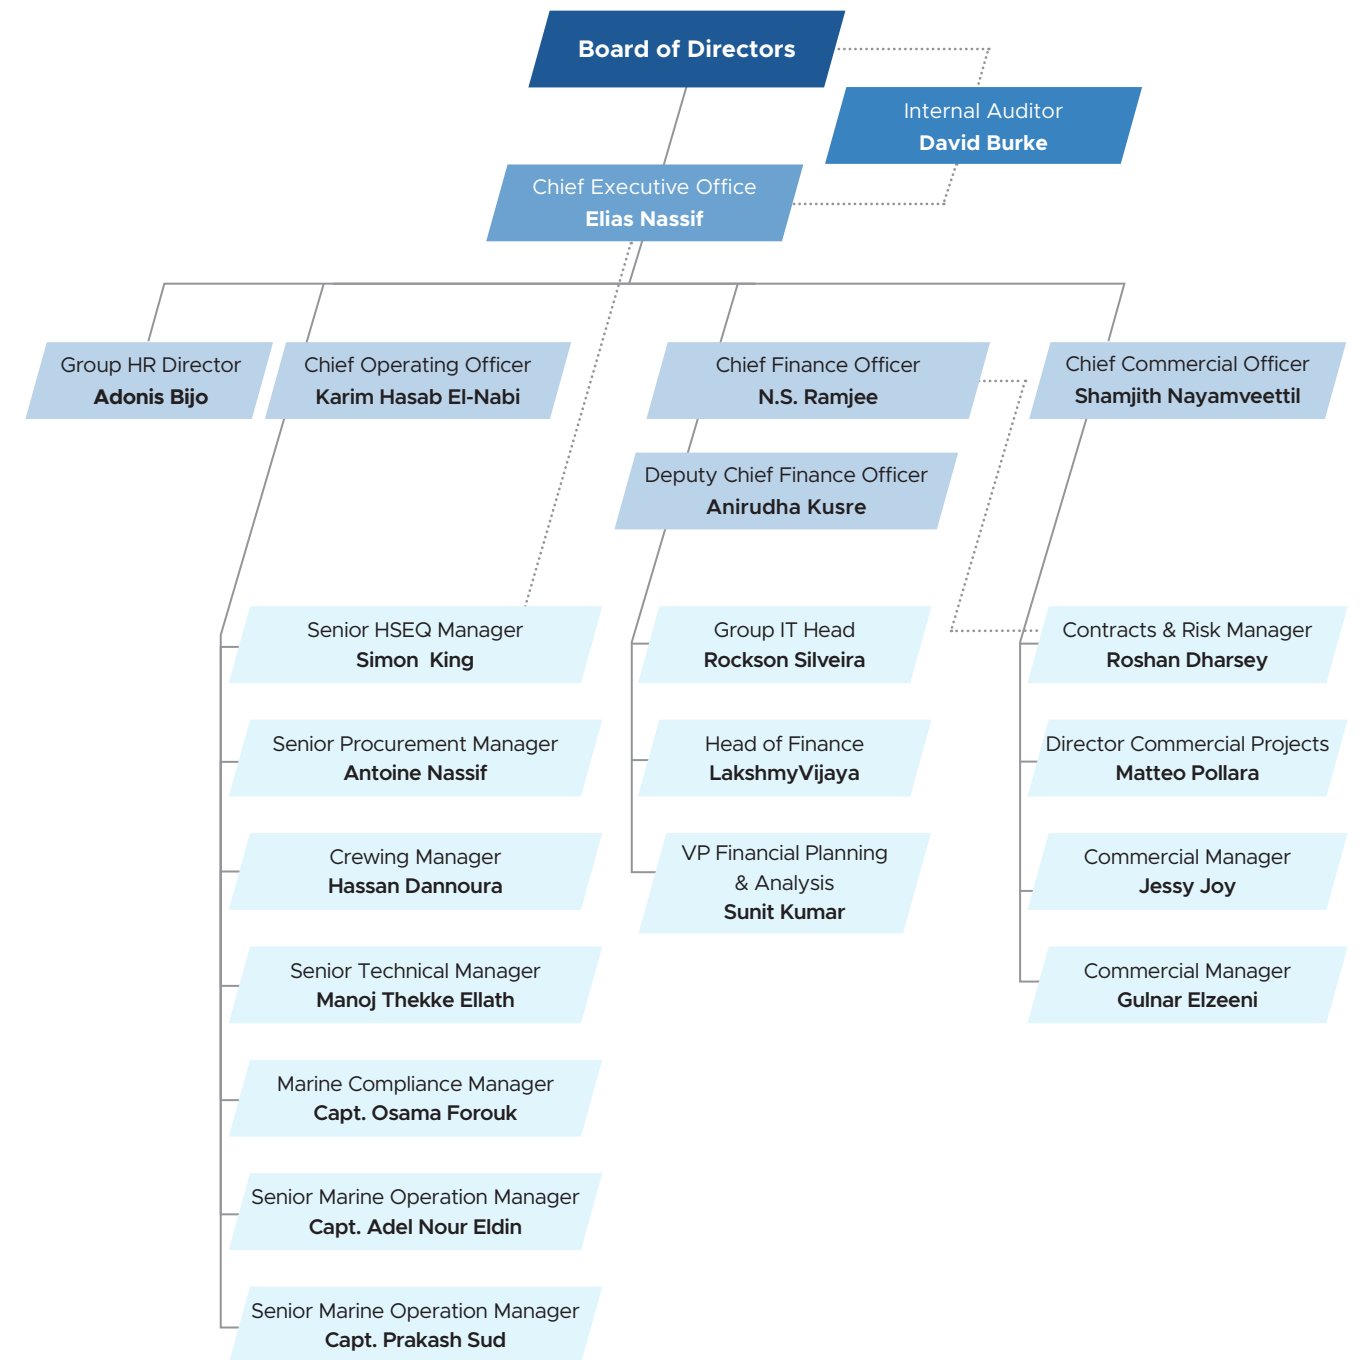 Board of Directors
Internal Auditor
David Burke
Chief Executive Office
Elias Nassif
Group HR Director
Adonis Bijo
Chief Operating Officer
Karim Hasab El-Nabi
Chief Finance Officer
N.S. Ramjee
Chief Commercial Officer
Shamjith Nayamveettil
Deputy Chief Finance Officer
Anirudha Kusre
Senior HSEQ Manager
Simon King
Senior Procurement Manager
Antoine Nassif
Crewing Manager
Hassan Dannoura
Senior Technical Manager
Manoj Thekke Ellath
Marine Compliance Manager
Capt. Osama Forouk
Senior Marine Operation Manager
Capt. Adel Nour Eldin
Senior Marine Operation Manager
Capt. Prakash Sud
Group IT Head
Rockson Silveira
Head of Finance
LakshmyVijaya
VP Financial Planning
& Analysis
Sunit Kumar
Contracts & Risk Manager
Roshan Dharsey
Director Commercial Projects
Matteo Pollara
Commercial Manager
Jessy Joy
Commercial Manager
Gulnar Elzeeni